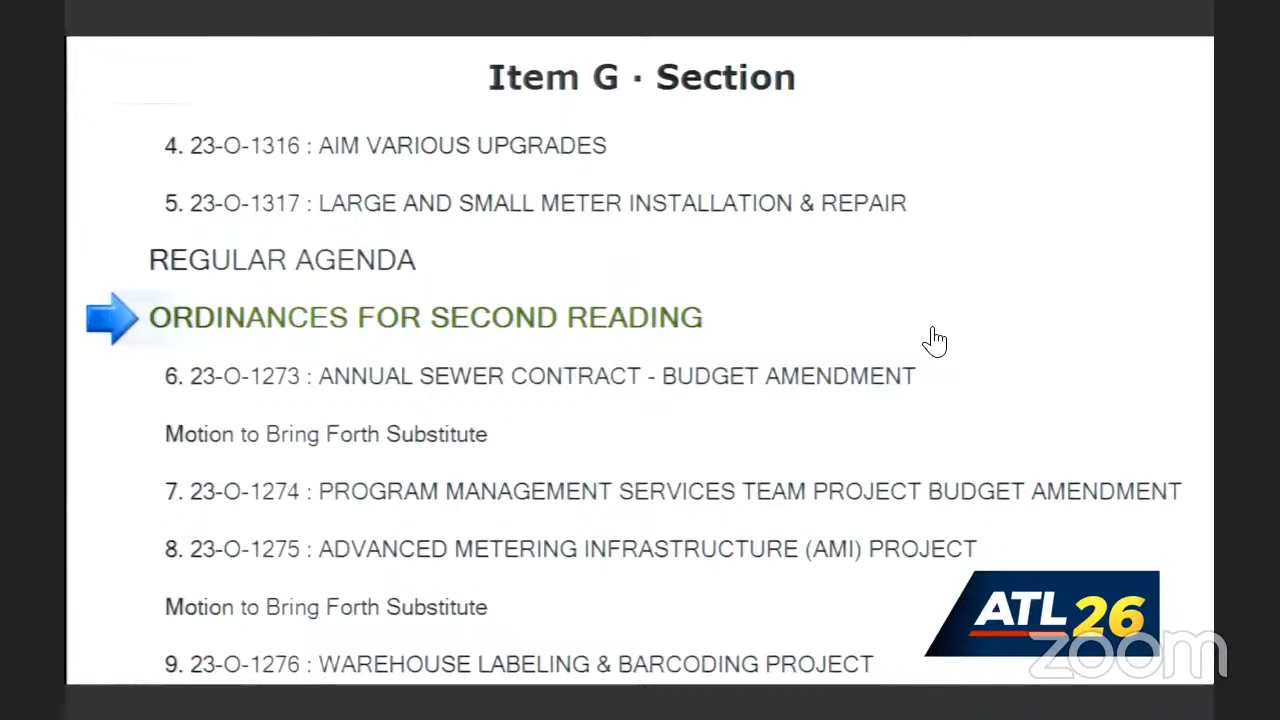 Item G · Section
4. 23-O-1316 : AIM VARIOUS UPGRADES
5. 23-O-1317 : LARGE AND SMALL METER INSTALLATION & REPAIR
REGULAR AGENDA
ORDINANCES FOR SECOND READING
6. 23-O-1273 : ANNUAL SEWER CONTRACT - BUDGET AMENDMENT
Motion to Bring Forth Substitute
7. 23-O-1274 : PROGRAM MANAGEMENT SERVICES TEAM PROJECT BUDGET AMENDMENT
8. 23-O-1275 : ADVANCED METERING INFRASTRUCTURE (AMI) PROJECT
Motion to Bring Forth Substitute
9. 23-O-1276 : WAREHOUSE LABELING & BARCODING PROJECT
ATL 26
zoom